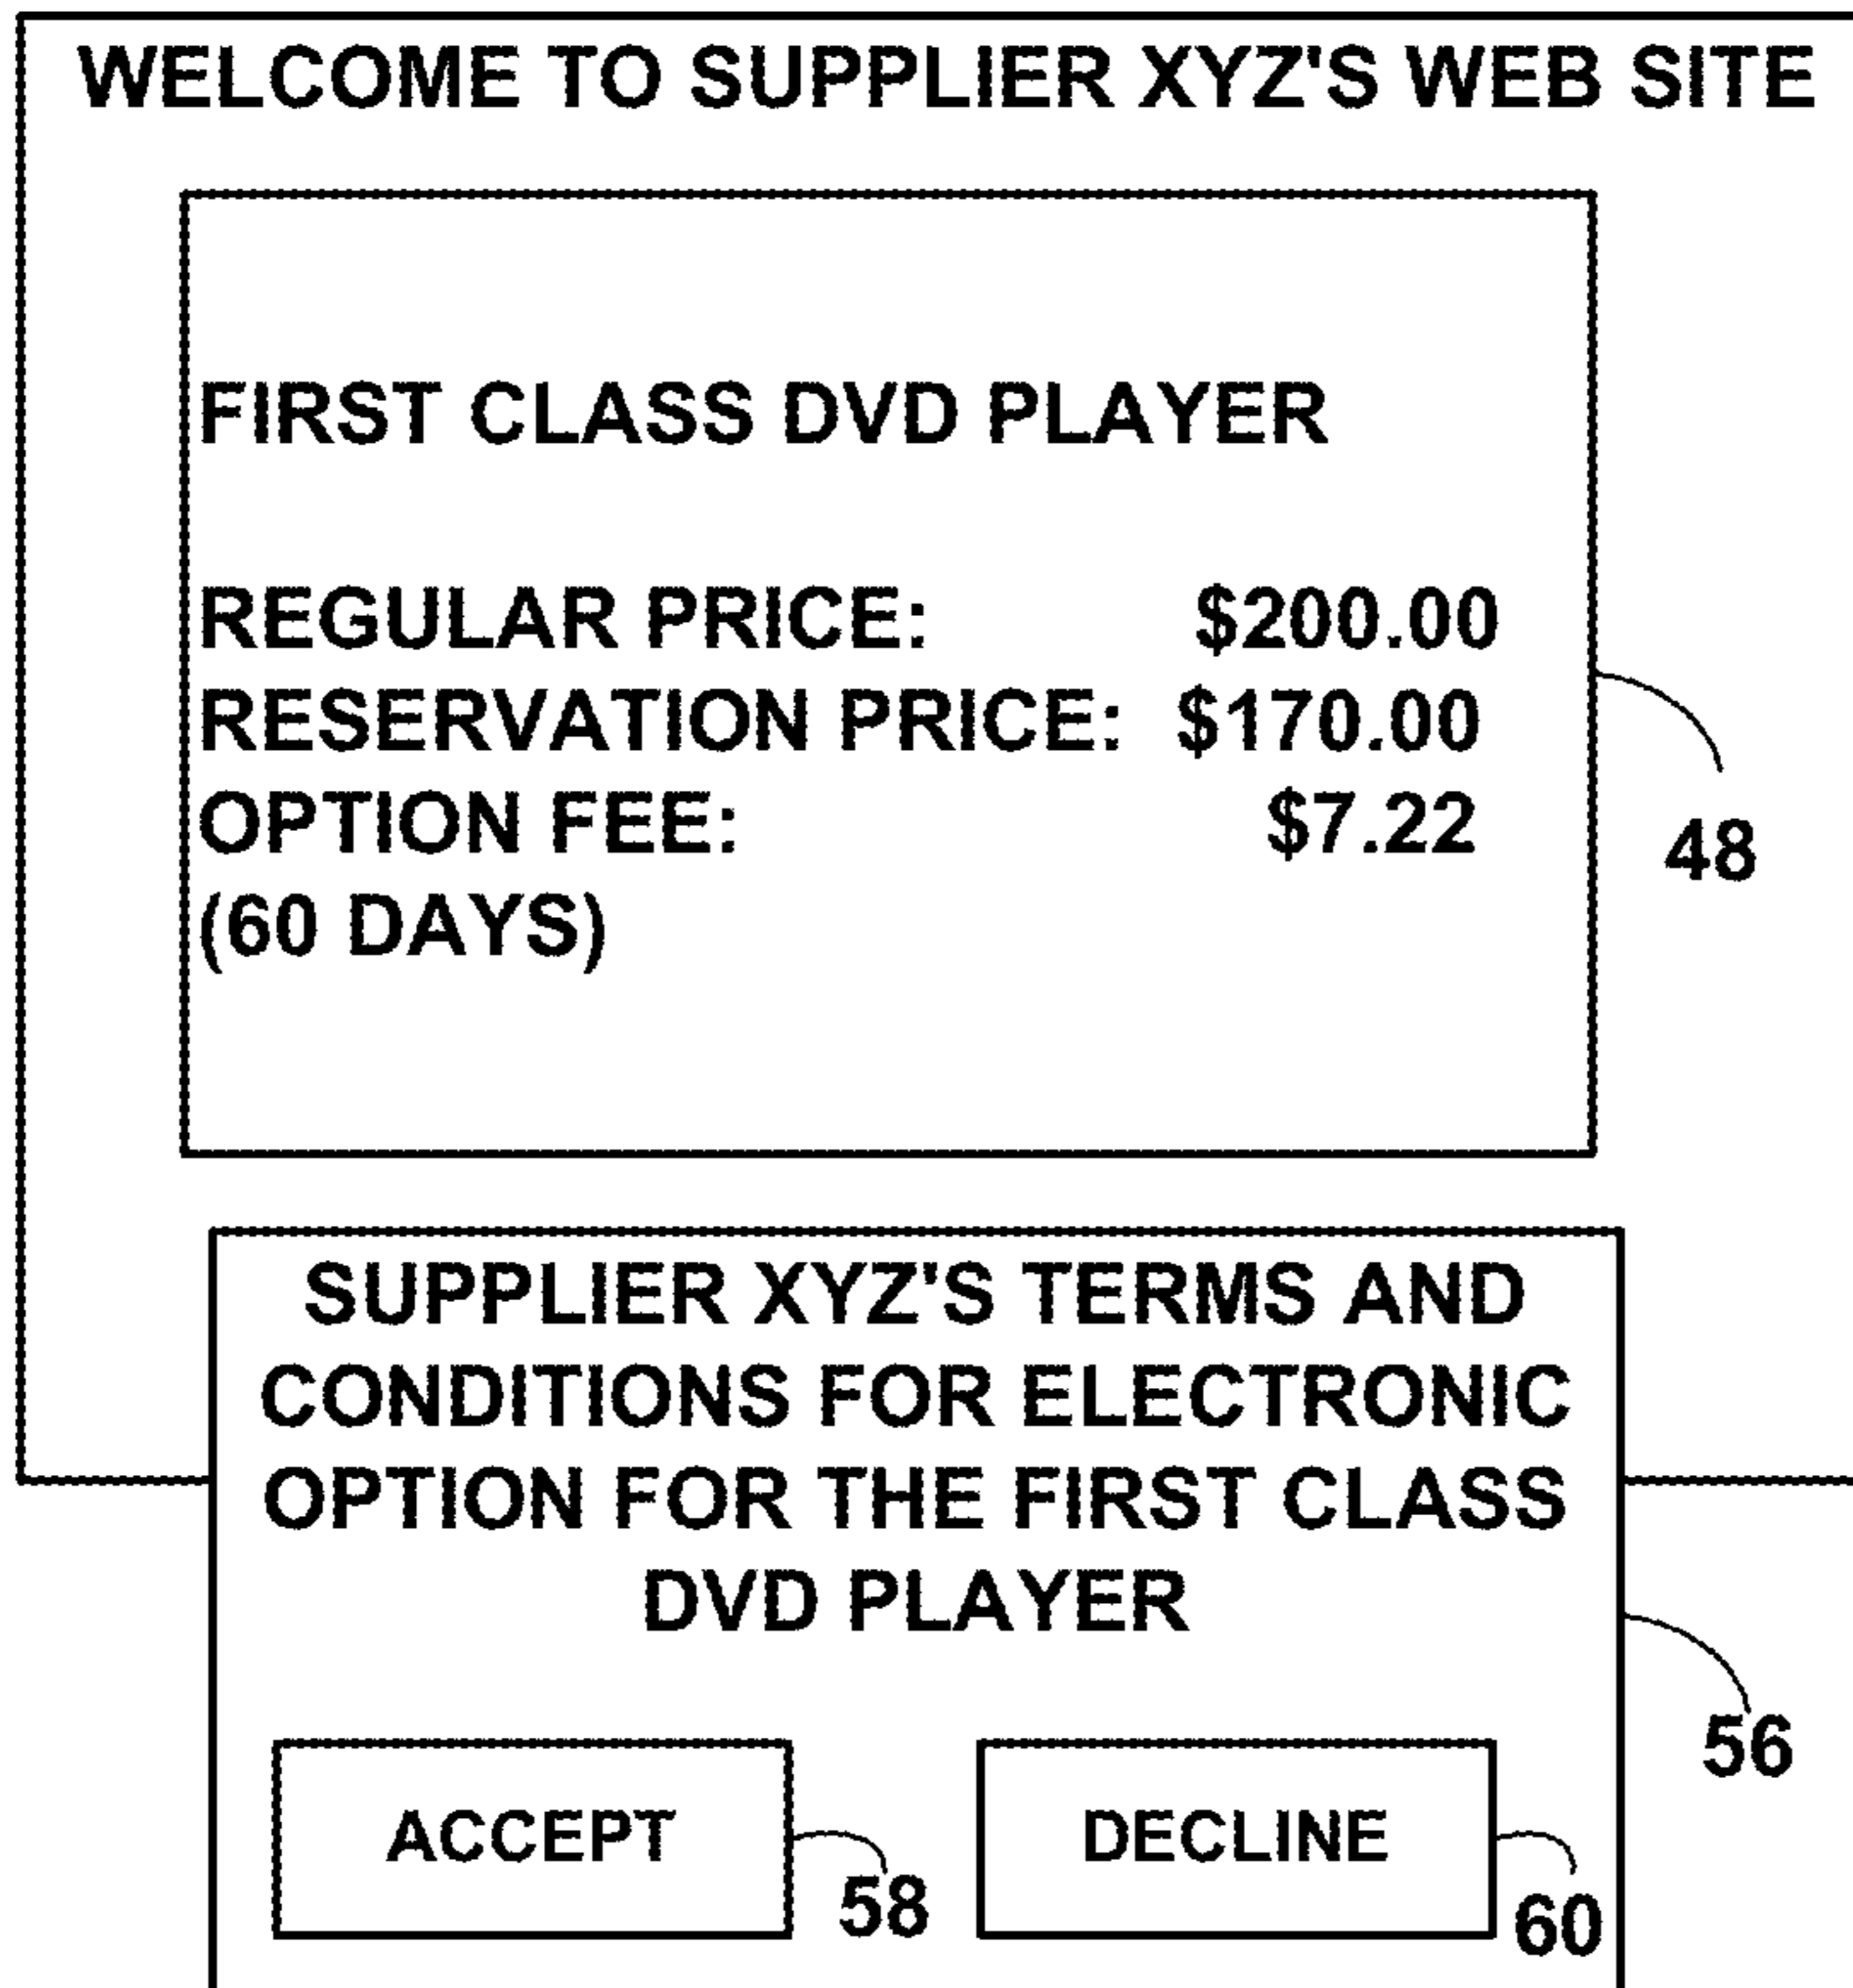 WELCOME TO SUPPLIER XYZ'S WEB SITE
FIRST CLASS DVD PLAYER
REGULAR PRICE: $200.00
RESERVATION PRICE: $170.00
OPTION FEE: $7.22
(60 DAYS)
48
SUPPLIER XYZ'S TERMS AND
CONDITIONS FOR ELECTRONIC
OPTION FOR THE FIRST CLASS
DVD PLAYER
56
ACCEPT
58
DECLINE
60